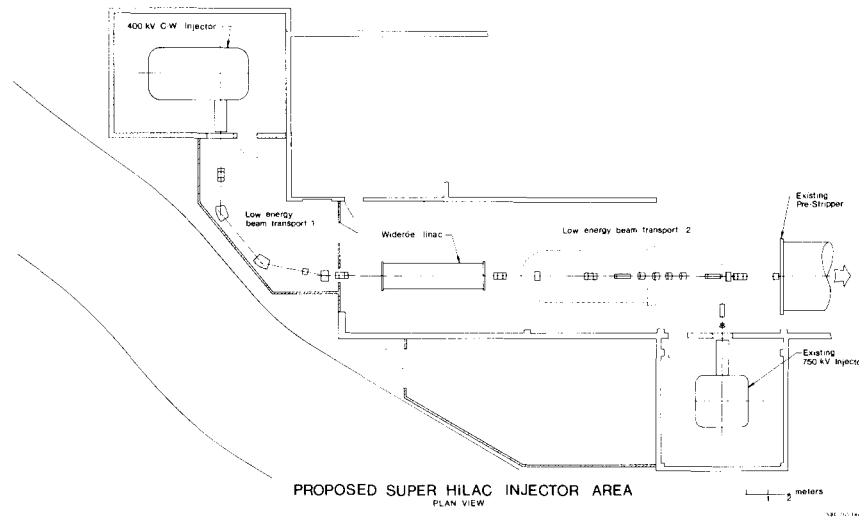 400 kV C-W Injector
Low energy
beam transport 1
Wideröe linac
Low energy beam transport 2
Existing
Pre-Stripper
Existing
750 kV Injector
PROPOSED SUPER HiLAC INJECTOR AREA
PLAN VIEW
meters
1 2